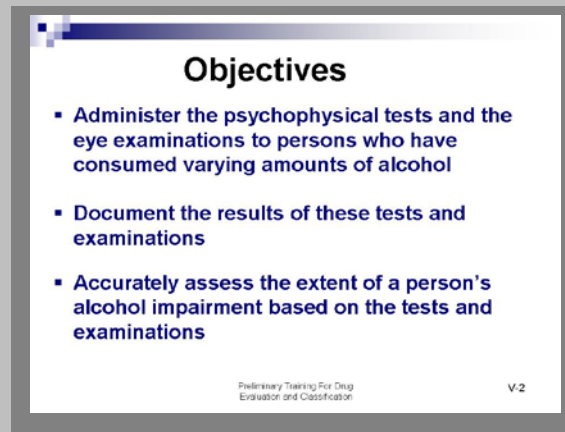 Objectives
▪ Administer the psychophysical tests and the
eye examinations to persons who have
consumed varying amounts of alcohol
▪ Document the results of these tests and
examinations
▪ Accurately assess the extent of a person's
alcohol impairment based on the tests and
examinations
Preliminary Training For Drug
Evaluation and Classification
V-2